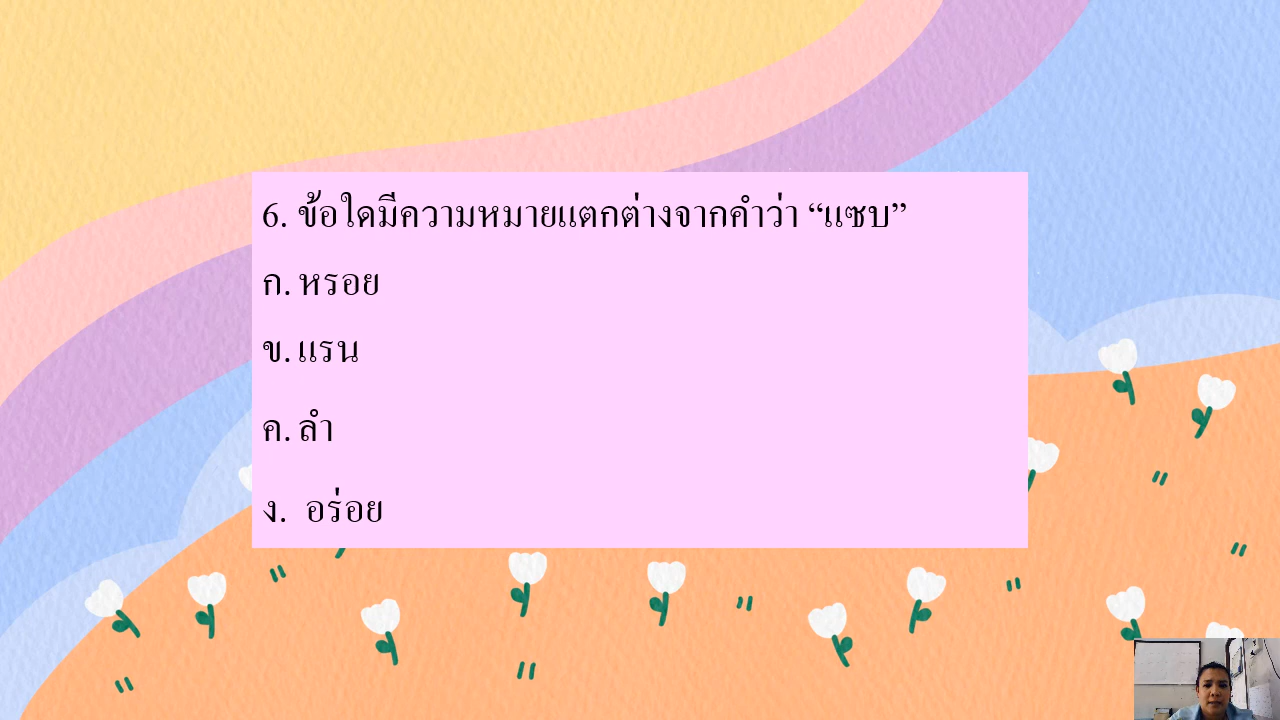 6. ข้อใดมีความหมายแตกต่างจากคำว่า “แซบ”
ก. หรอย
ข. แรน
ค. ลำ
ง. อร่อย